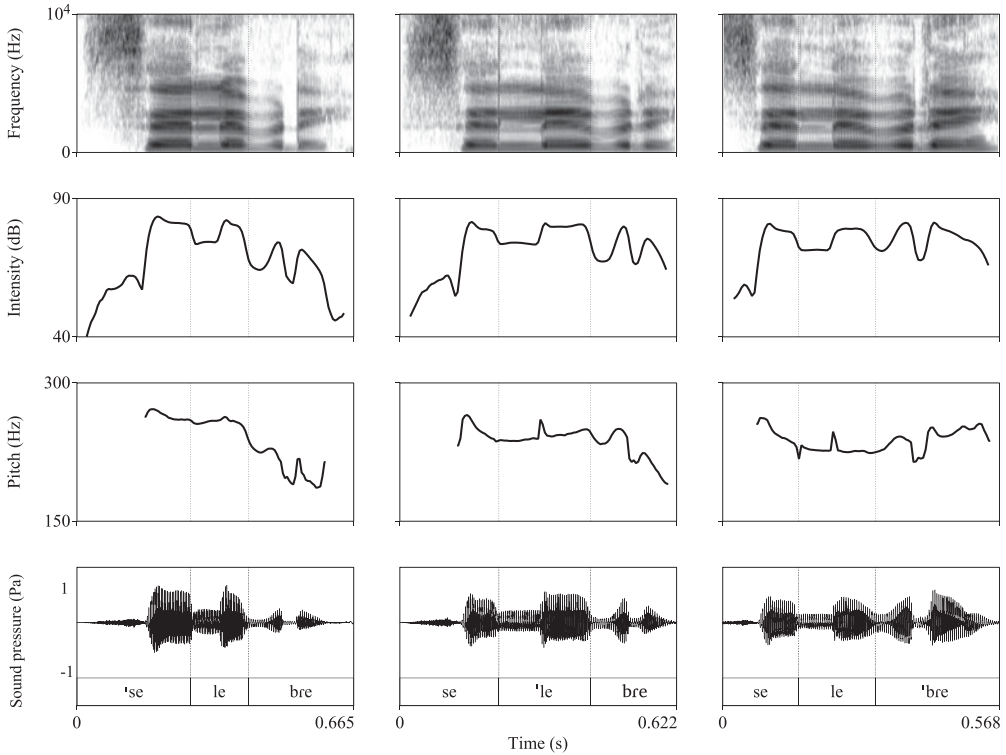 10⁴
Frequency (Hz)
0
90
Intensity (dB)
40
300
Pitch (Hz)
150
1
Sound pressure (Pa)
-1
ˈse le bre se ˈle bre se le ˈbre
0 0.665 0 0.622 0 0.568
Time (s)